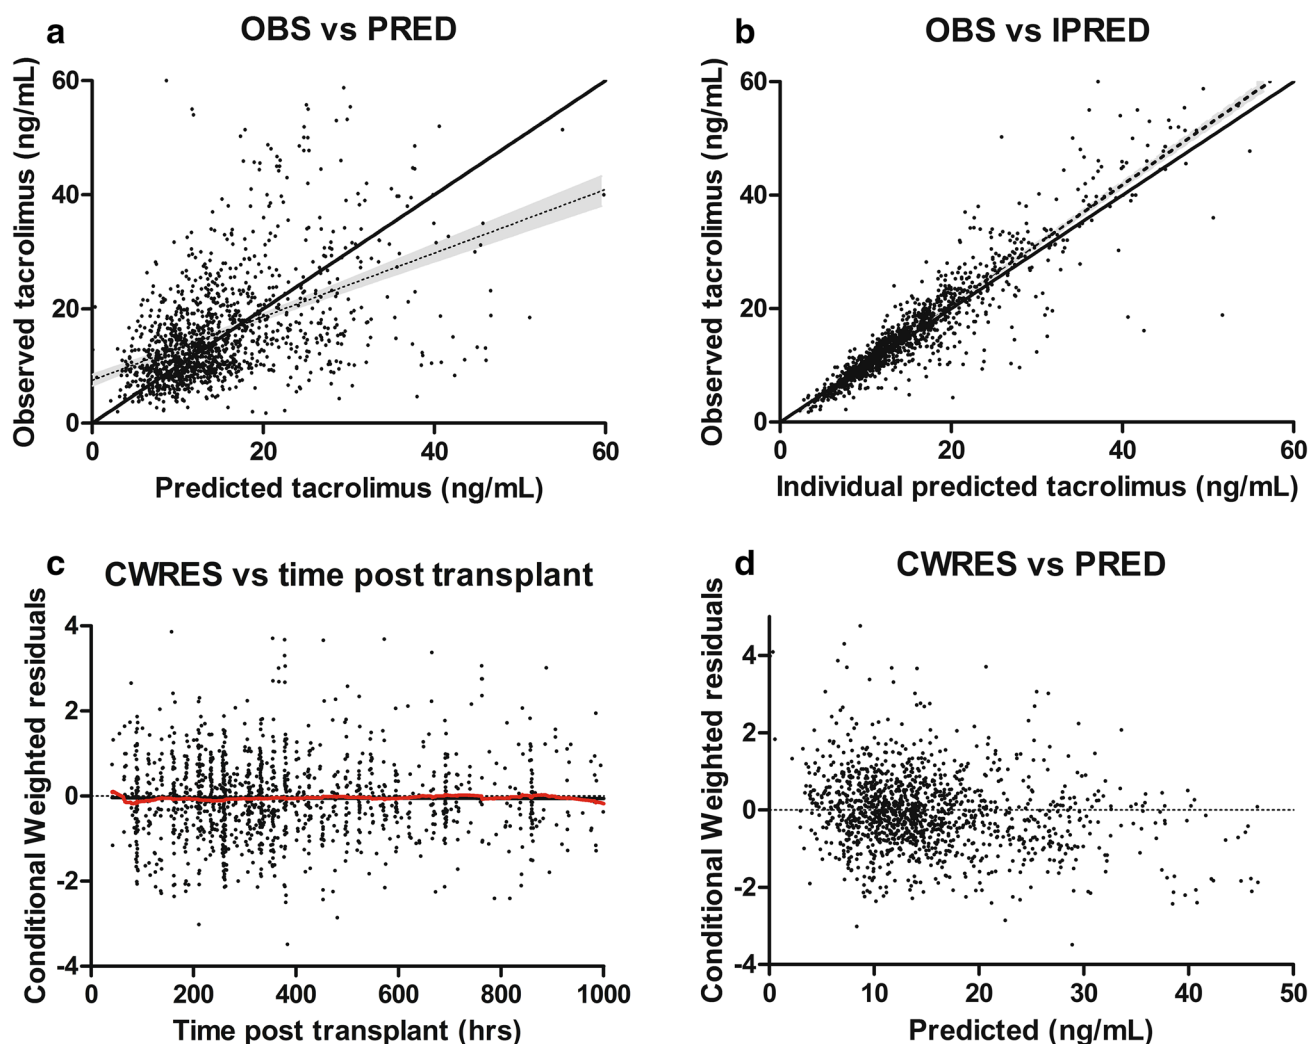 a
OBS vs PRED
Observed tacrolimus (ng/mL)
60
40
20
0
0 20 40 60
Predicted tacrolimus (ng/mL)
b
OBS vs IPRED
Observed tacrolimus (ng/mL)
60
40
20
0
0 20 40 60
Individual predicted tacrolimus (ng/mL)
c
CWRES vs time post transplant
Conditional Weighted residuals
4
2
0
-2
-4
0 200 400 600 800 1000
Time post transplant (hrs)
d
CWRES vs PRED
Conditional Weighted residuals
4
2
0
-2
-4
0 10 20 30 40 50
Predicted (ng/mL)